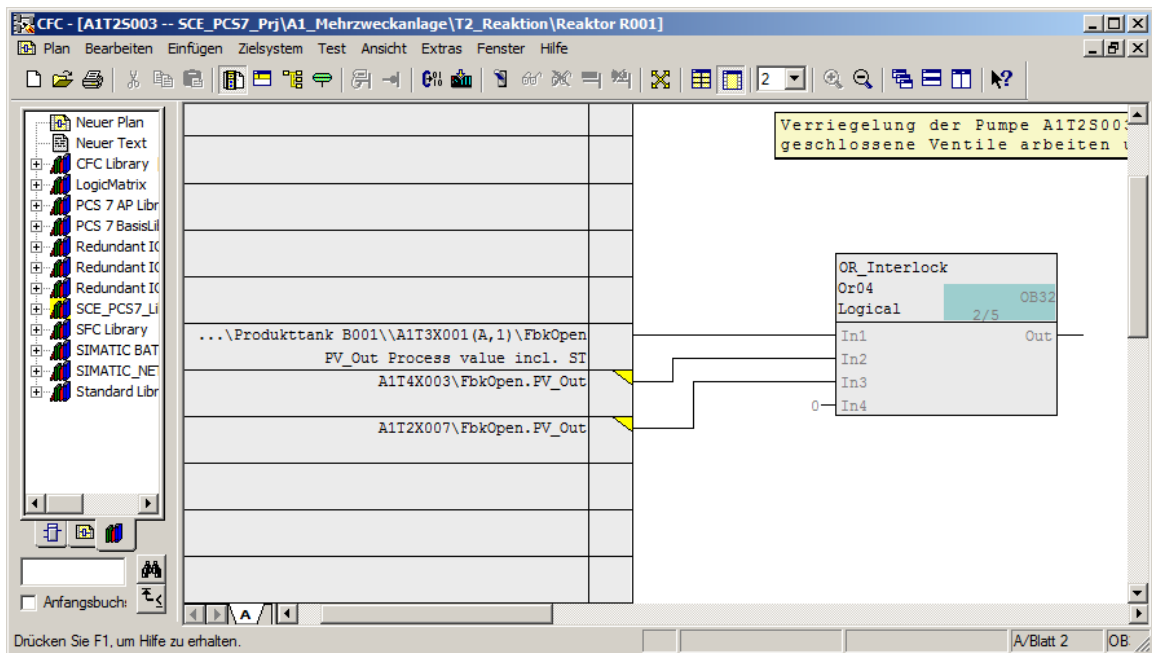 CFC - [A1T2S003 -- SCE_PCS7_Prj\A1_Mehrzweckanlage\T2_Reaktion\Reaktor R001]
Plan Bearbeiten Einfügen Zielsystem Test Ansicht Extras Fenster Hilfe
2
Neuer Plan
Neuer Text
CFC Library
LogicMatrix
PCS 7 AP Libr
PCS 7 BasisLil
Redundant IO
Redundant IO
Redundant IO
SCE_PCS7_Li
SFC Library
SIMATIC BAT
SIMATIC_NET
Standard Libr
Anfangsbuch:
Verriegelung der Pumpe A1T2S003
geschlossene Ventile arbeiten
OR_Interlock
Or04
Logical
OB32
2/5
...\Produkttank B001\\A1T3X001(A,1)\FbkOpen
PV_Out Process value incl. ST
A1T4X003\FbkOpen.PV_Out
A1T2X007\FbkOpen.PV_Out
In1 Out
In2
In3
0 In4
A
Drücken Sie F1, um Hilfe zu erhalten.
A/Blatt 2
OB